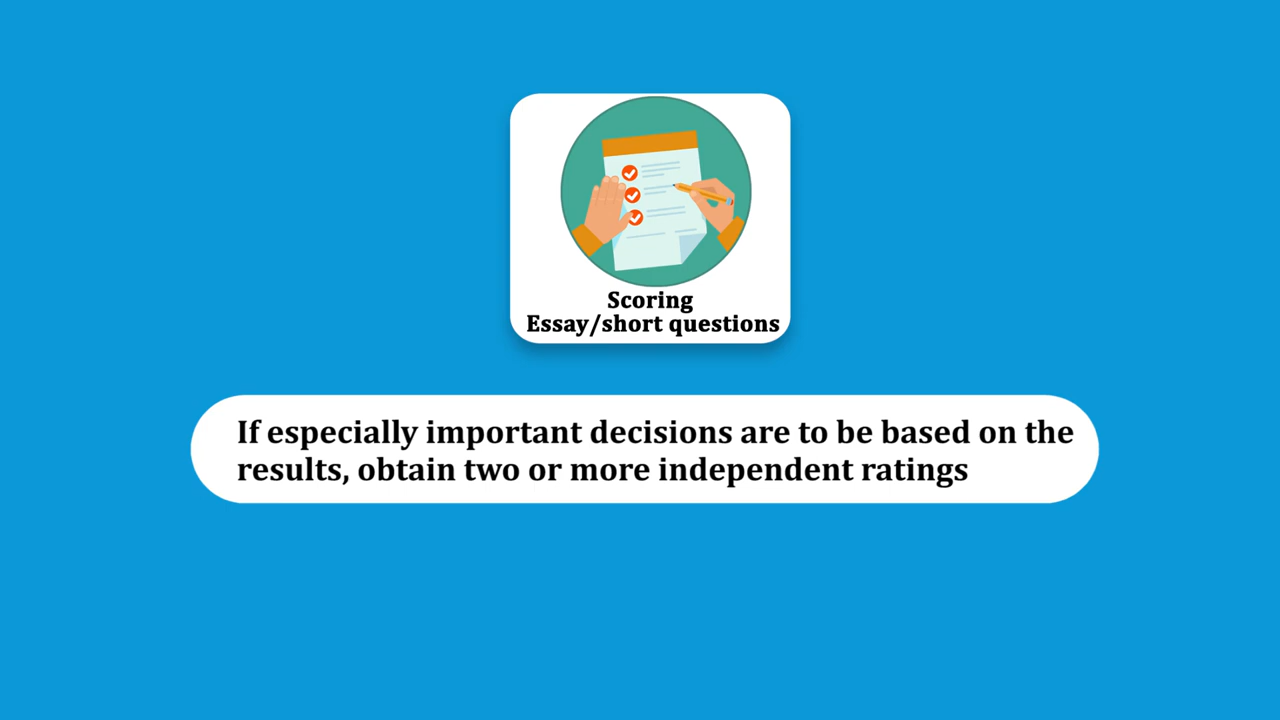 Scoring
Essay/short questions
If especially important decisions are to be based on the
results, obtain two or more independent ratings